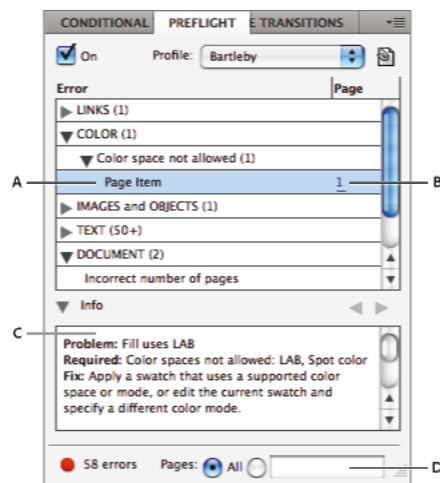 CONDITIONAL PREFLIGHT E TRANSITIONS
On Profile: Bartleby
Error Page
LINKS (1)
COLOR (1)
Color space not allowed (1)
A Page Item 1 B
IMAGES and OBJECTS (1)
TEXT (50+)
DOCUMENT (2)
Incorrect number of pages
Info
C
Problem: Fill uses LAB
Required: Color spaces not allowed: LAB, Spot color
Fix: Apply a swatch that uses a supported color
space or mode, or edit the current swatch and
specify a different color mode.
58 errors Pages: All D